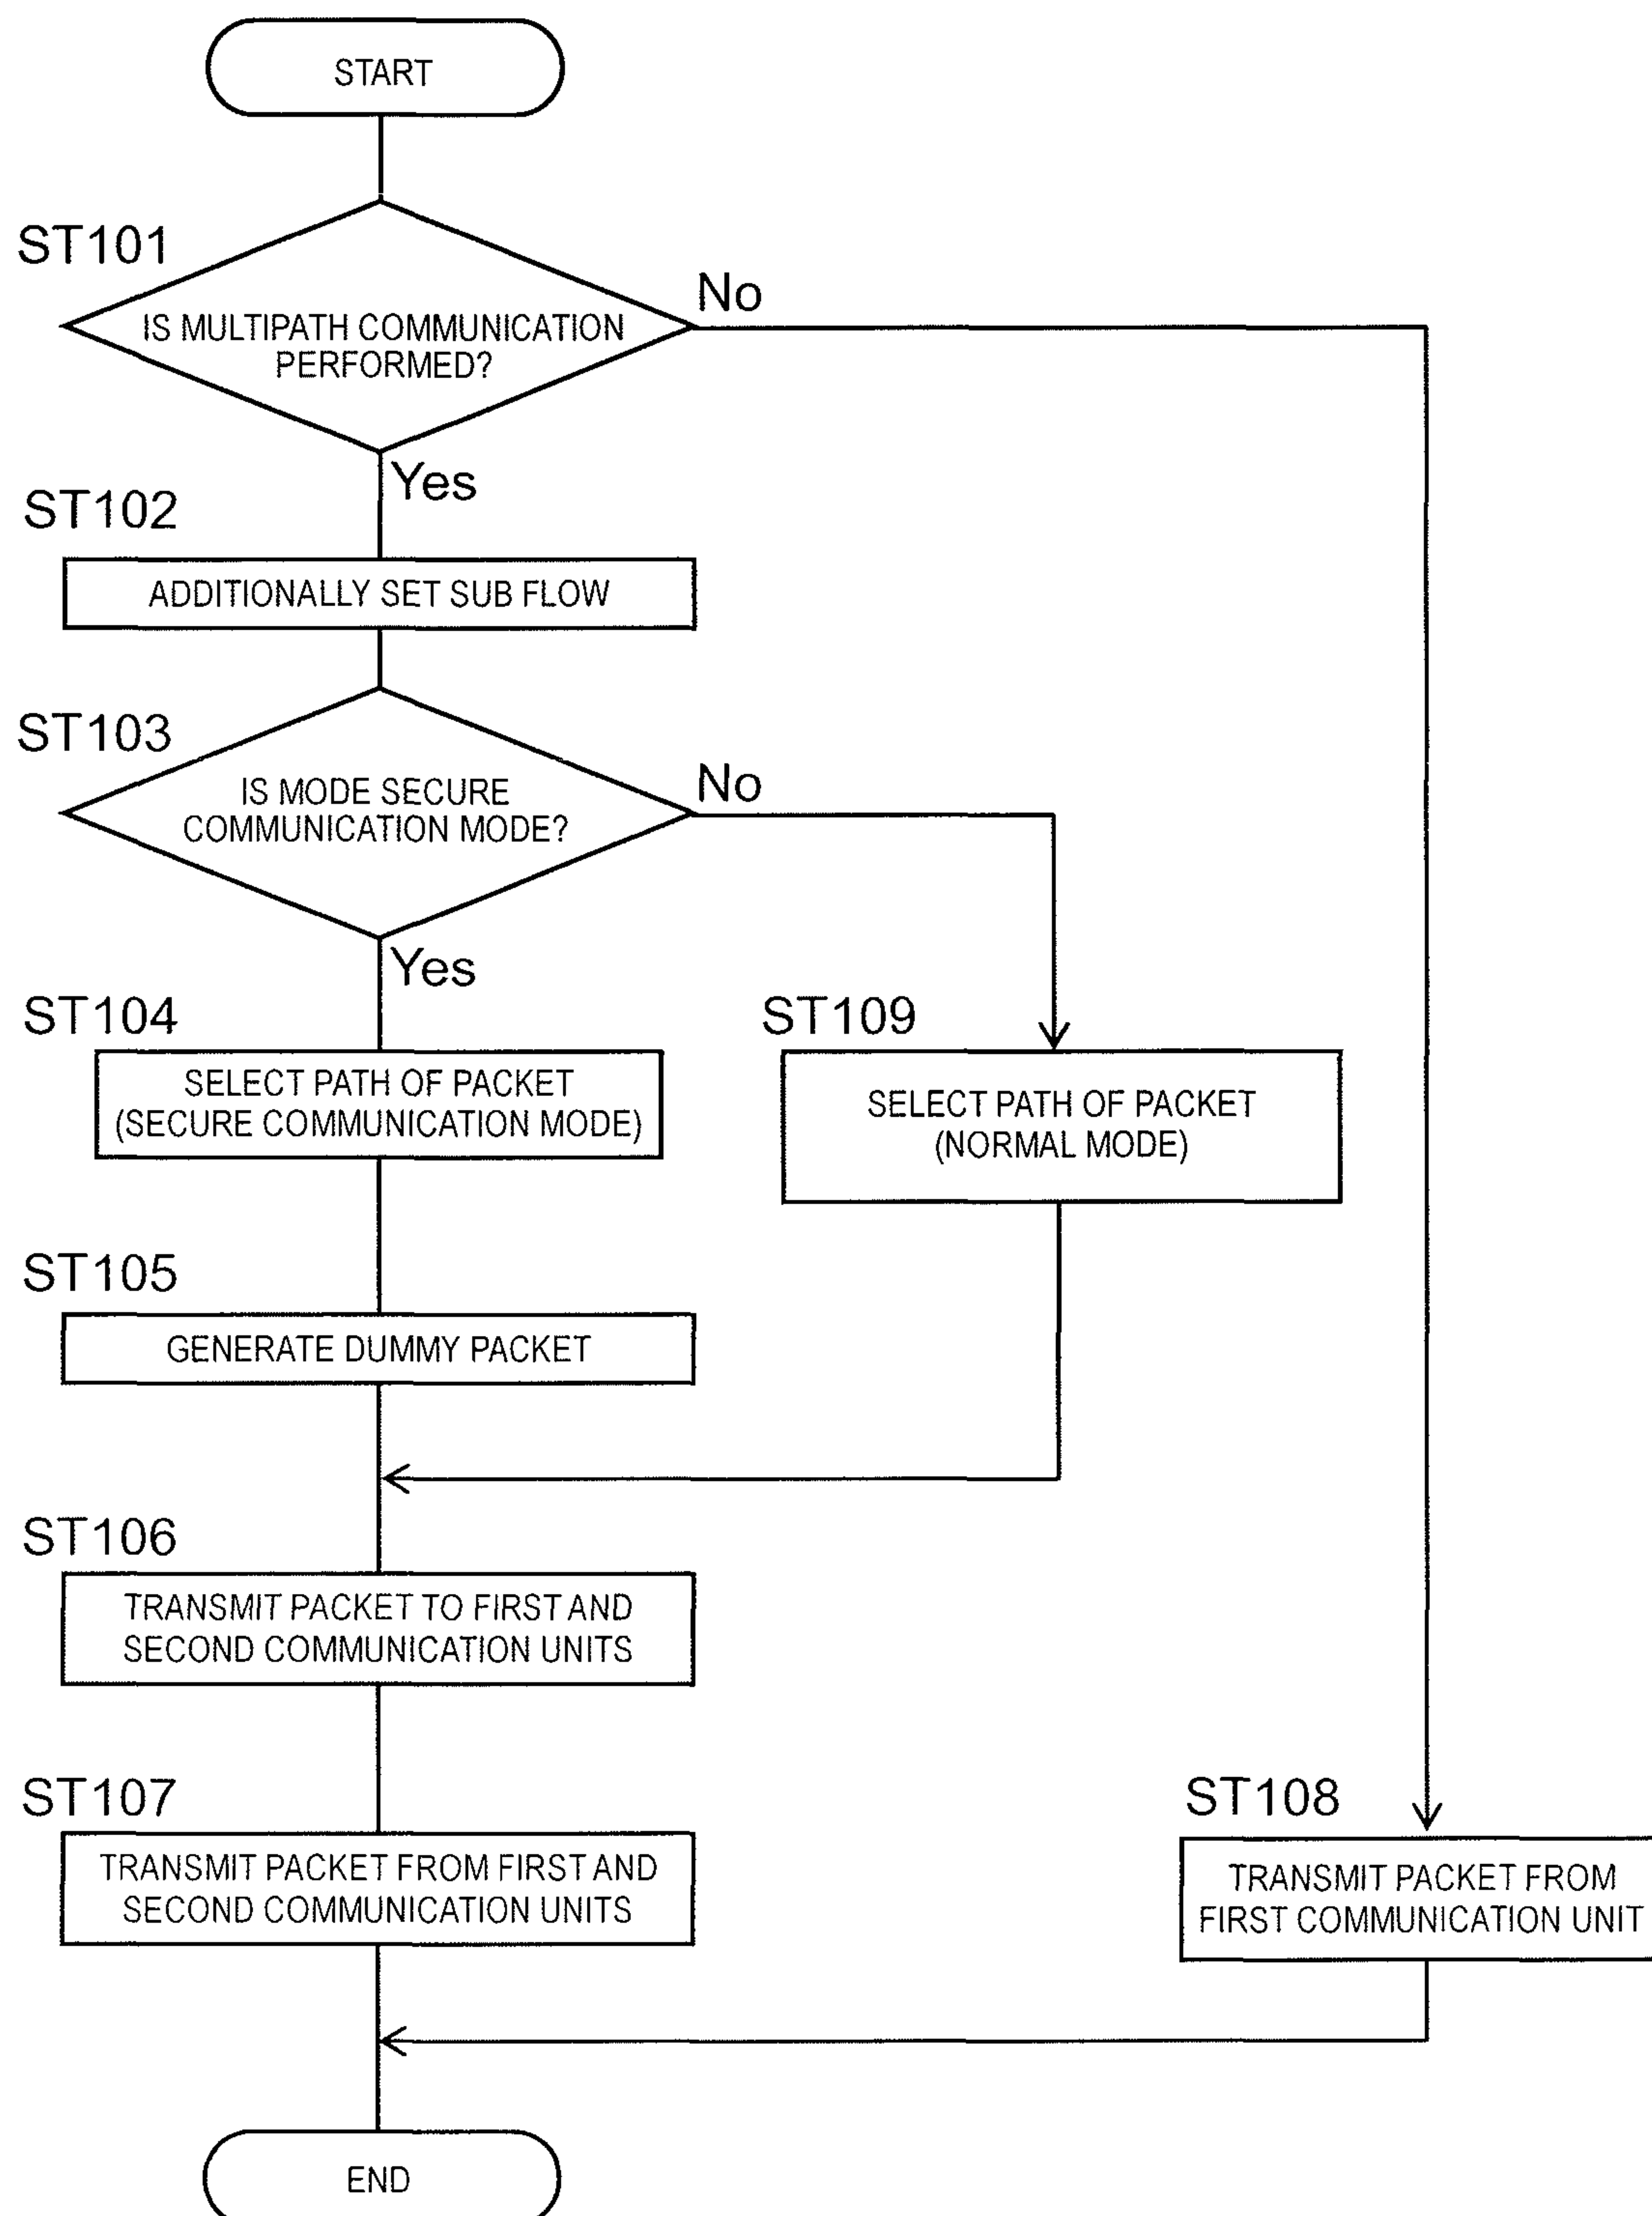 START
ST101
No
IS MULTIPATH COMMUNICATION
PERFORMED?
Yes
ST102
ADDITIONALLY SET SUB FLOW
ST103
No
IS MODE SECURE
COMMUNICATION MODE?
Yes
ST104
SELECT PATH OF PACKET
(SECURE COMMUNICATION MODE)
ST109
SELECT PATH OF PACKET
(NORMAL MODE)
ST105
GENERATE DUMMY PACKET
ST106
TRANSMIT PACKET TO FIRST AND
SECOND COMMUNICATION UNITS
ST107
TRANSMIT PACKET FROM FIRST AND
SECOND COMMUNICATION UNITS
ST108
TRANSMIT PACKET FROM
FIRST COMMUNICATION UNIT
END